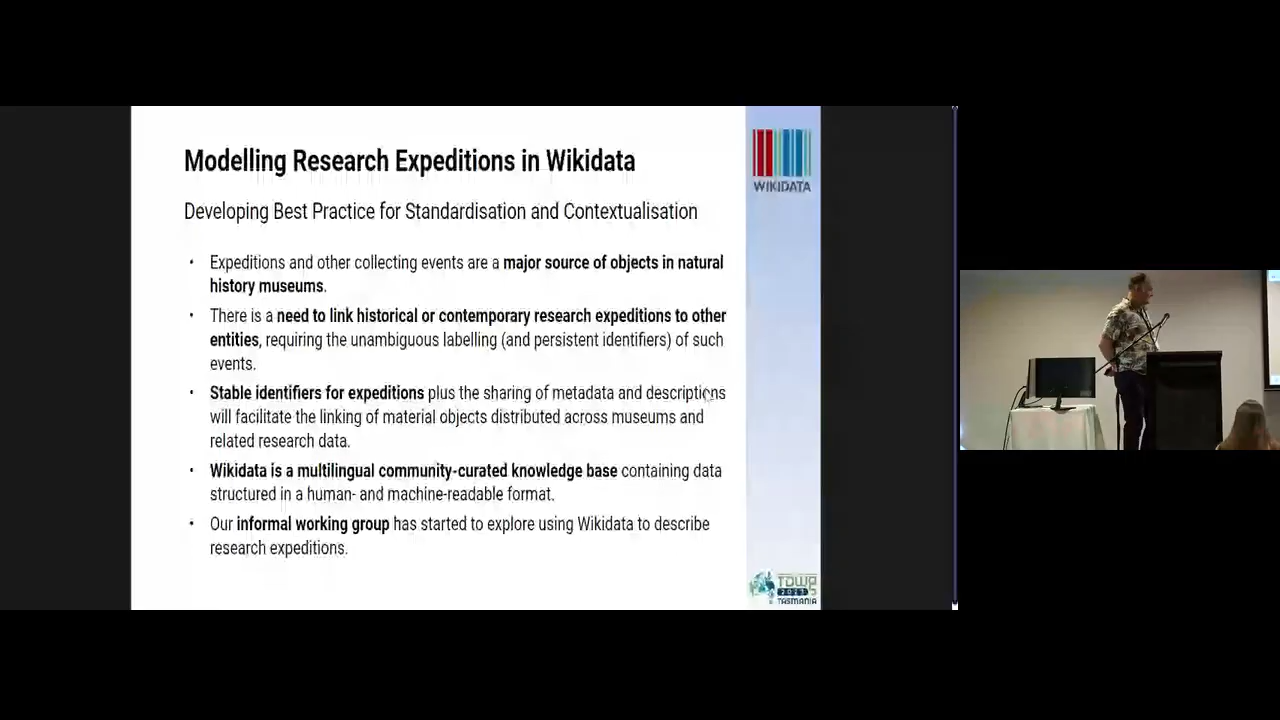 Modelling Research Expeditions in Wikidata
WIKIDATA
Developing Best Practice for Standardisation and Contextualisation
• Expeditions and other collecting events are a major source of objects in natural
history museums.
• There is a need to link historical or contemporary research expeditions to other
entities, requiring the unambiguous labelling (and persistent identifiers) of such
events.
• Stable identifiers for expeditions plus the sharing of metadata and descriptions
will facilitate the linking of material objects distributed across museums and
related research data.
• Wikidata is a multilingual community-curated knowledge base containing data
structured in a human- and machine-readable format.
• Our informal working group has started to explore using Wikidata to describe
research expeditions.
TDWG
TASMANIA